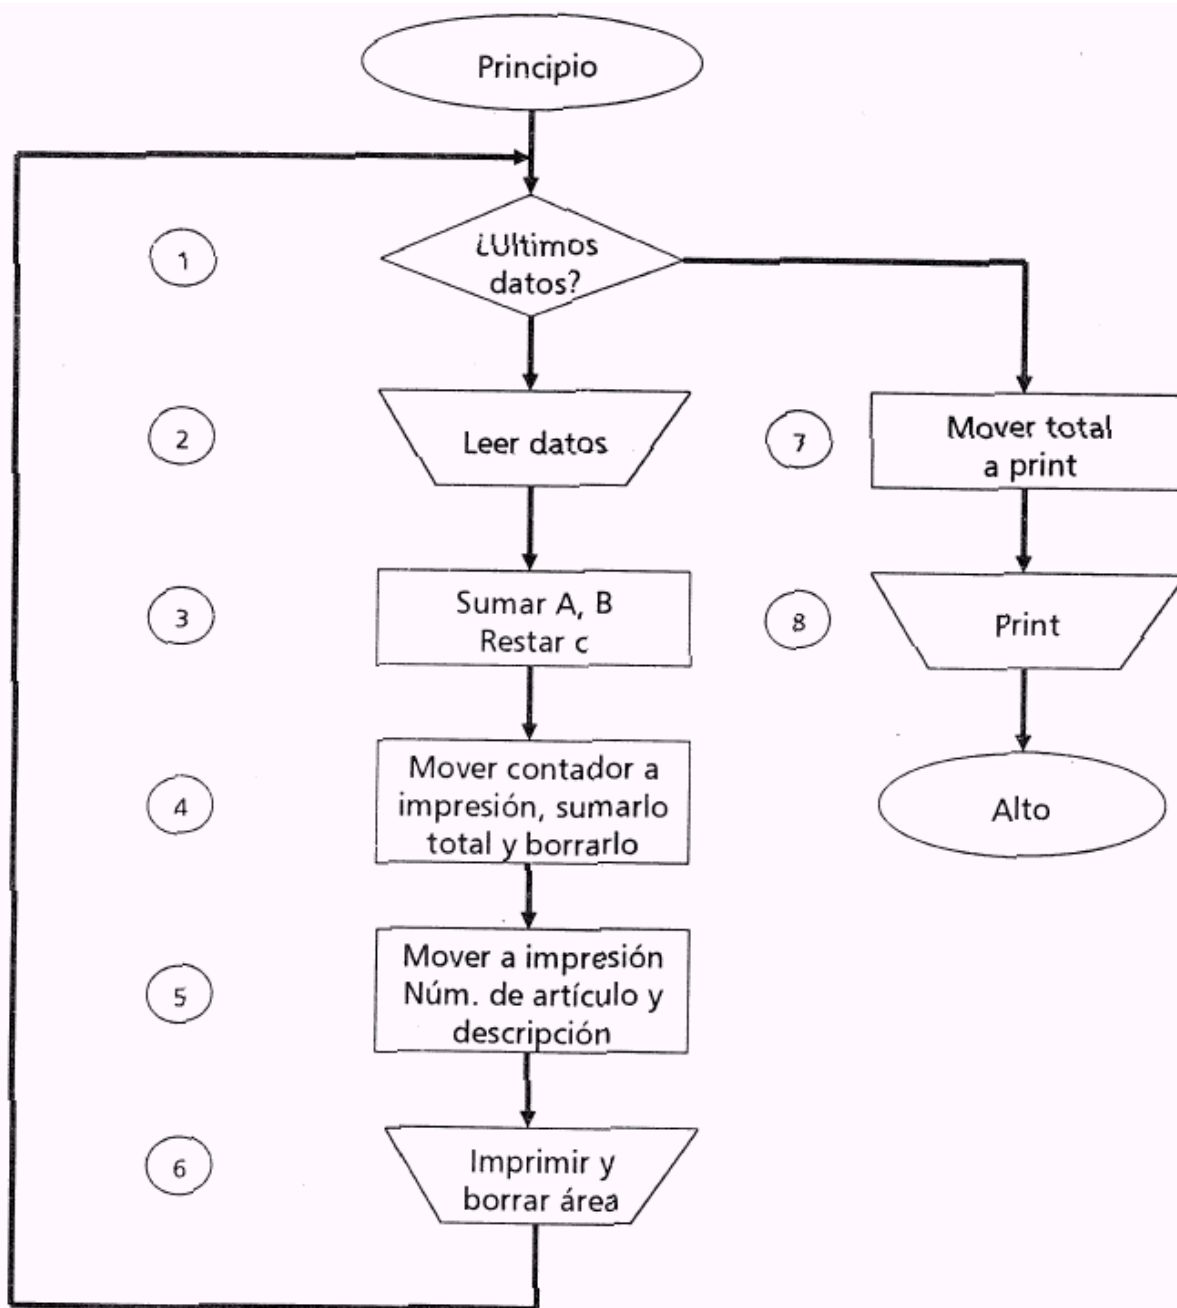 Principio
1
¿Ultimos
datos?
2
Leer datos
7
Mover total
a print
3
Sumar A, B
Restar c
8
Print
4
Mover contador a
impresión, sumarlo
total y borrarlo
Alto
5
Mover a impresión
Núm. de artículo y
descripción
6
Imprimir y
borrar área